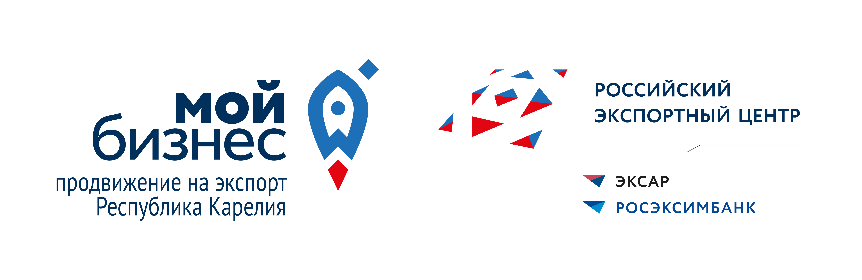 мой
бизнес
продвижение на экспорт
Республика Карелия
РОССИЙСКИЙ
ЭКСПОРТНЫЙ ЦЕНТР
ЭКСАР
РОСЭКСИМБАНК